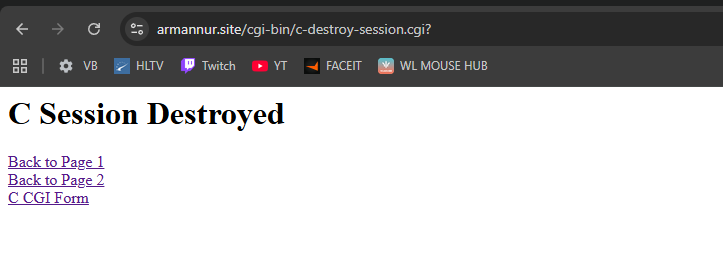 armannur.site/cgi-bin/c-destroy-session.cgi?
VB HLTV Twitch YT FACEIT WL MOUSE HUB
C Session Destroyed
Back to Page 1
Back to Page 2
C CGI Form